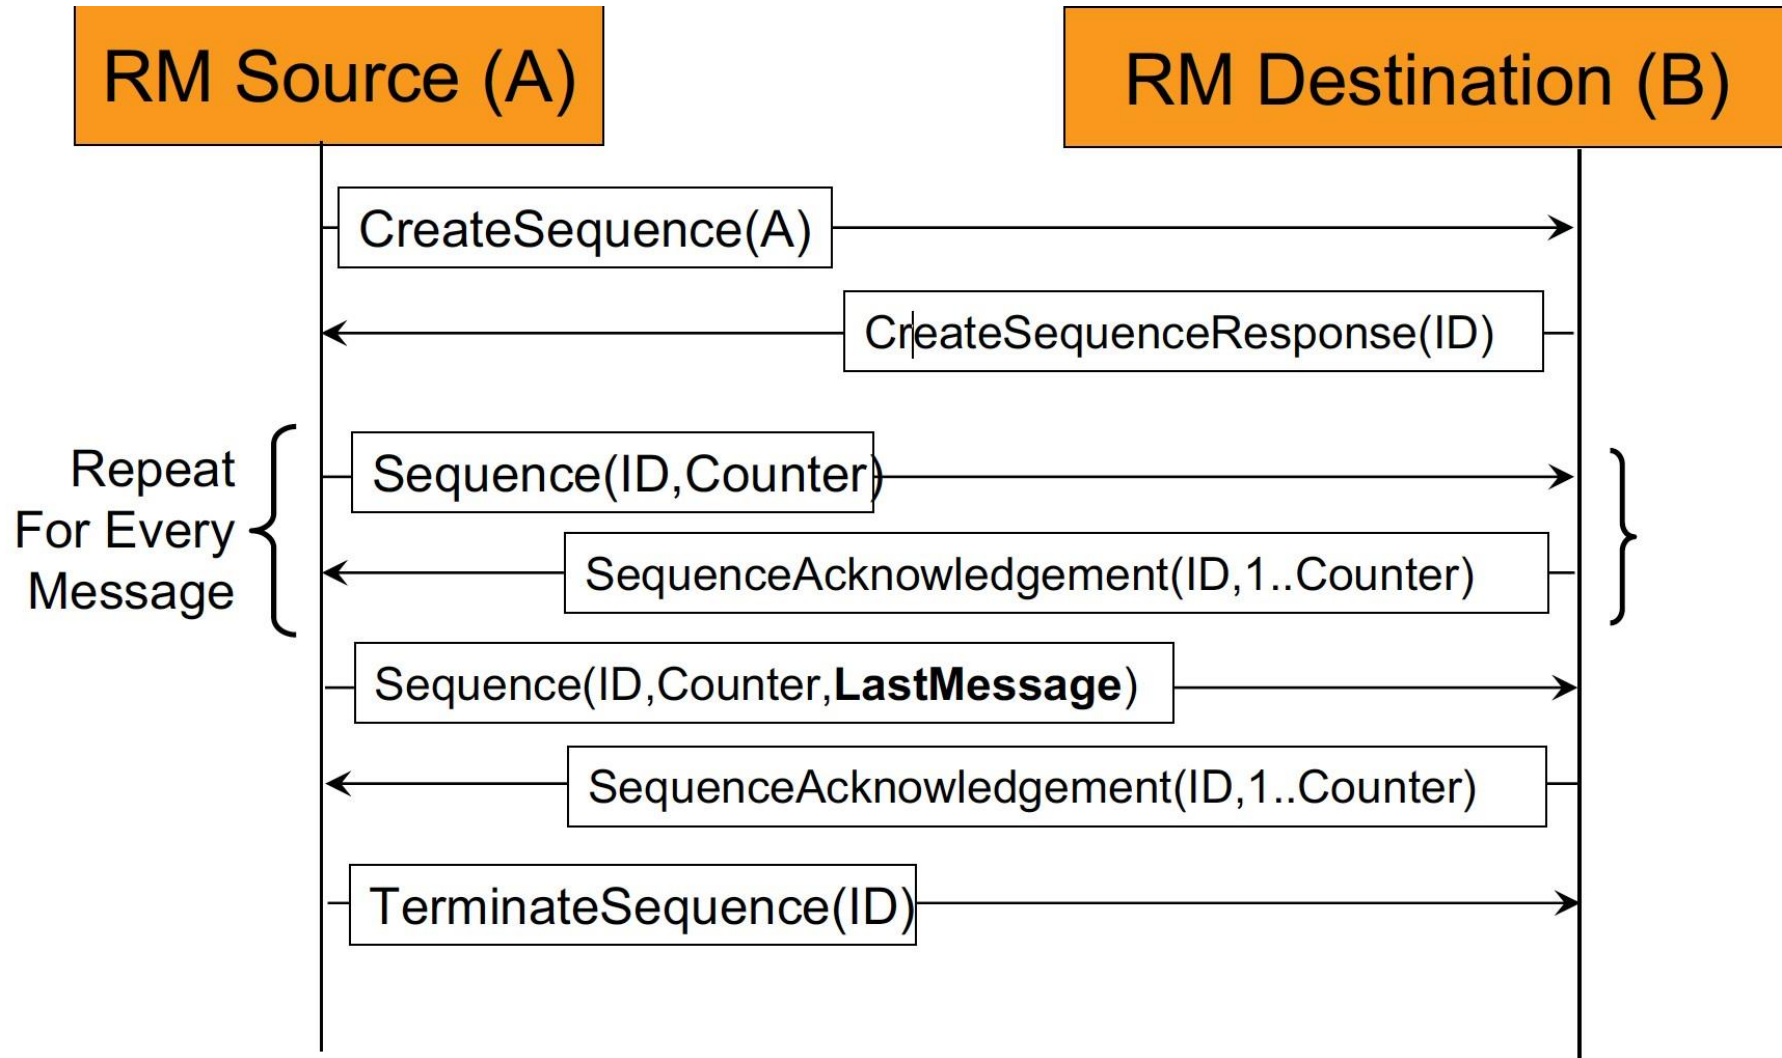 RM Source (A)
RM Destination (B)
CreateSequence(A)
CreateSequenceResponse(ID)
Repeat
For Every
Message
Sequence(ID,Counter)
SequenceAcknowledgement(ID,1..Counter)
Sequence(ID,Counter,LastMessage)
SequenceAcknowledgement(ID,1..Counter)
TerminateSequence(ID)